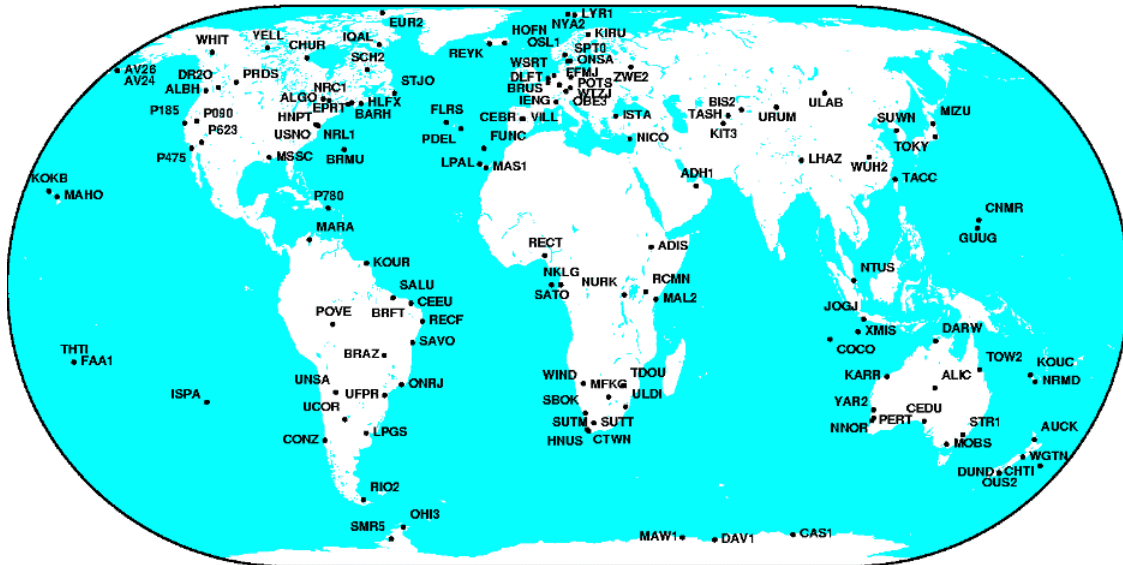 EUR2
LYR1
NYA2
HOFN
KIRU
REYK
OSL1
WHIT
YELL
CHUR
IQAL
SCH2
SPT0
ONSA
WSRT
EFMJ
ZWE2
AV26
AV24
DR2O
PRDS
NRC1
STJO
DLFT
BRUS
POTS
WTZJ
ALBH
ALGO
EPRT
HLFX
BARH
IENG
OBE3
BIS2
ULAB
P185
P090
P623
HNPT
USNO
NRL1
FLRS
PDEL
CEBR
VILL
ISTA
TASH
KIT3
URUM
SUWN
MIZU
TOKY
P475
MSSC
BRMU
FUNC
LPAL
MAS1
NICO
LHAZ
WUH2
TACC
KOKB
MAHO
P780
ADH1
CNMR
GUUG
MARA
RECT
ADIS
KOUR
NKLG
SATO
NURK
RCMN
MAL2
NTUS
SALU
CEEU
BRFT
RECF
POVE
SAVO
JOGJ
XMIS
COCO
DARW
THTI
FAA1
BRAZ
TOW2
KOUC
NRMD
ISPA
UNSA
UFPR
ONRJ
WIND
MFKG
TDOU
ULDI
KARR
ALIC
UCOR
SBOK
SUTM
SUTT
HNUS
CTWN
YAR2
NNOR
PERT
CEDU
STR1
MOBS
AUCK
CONZ
LPGS
DUND
OUS2
CHTI
WGTN
RIO2
SMR5
OHI3
MAW1
DAV1
CAS1